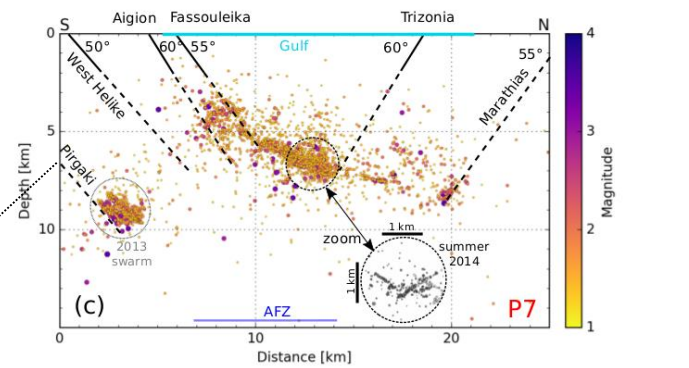 S
Aigion
Fassouleika
Trizonia
N
0
50°
60°
55°
Gulf
60°
55°
4
West Helike
Marathias
3
5
Pirgaki
Depth [km]
Magnitude
2
10
2013
swarm
zoom
1 km
summer
2014
1 km
(c)
AFZ
P7
1
0
10
20
Distance [km]